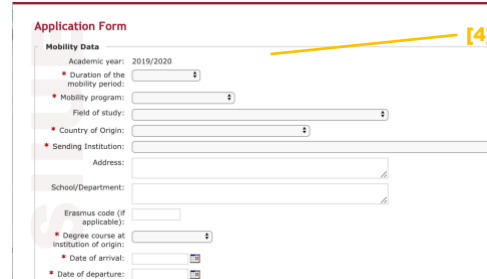 Application Form
[4]
Mobility Data
Academic year: 2019/2020
* Duration of the
mobility period:
* Mobility program:
Field of study:
* Country of Origin:
* Sending Institution:
Address:
School/Department:
Erasmus code (if
applicable):
* Degree course at
institution of origin:
* Date of arrival:
* Date of departure: